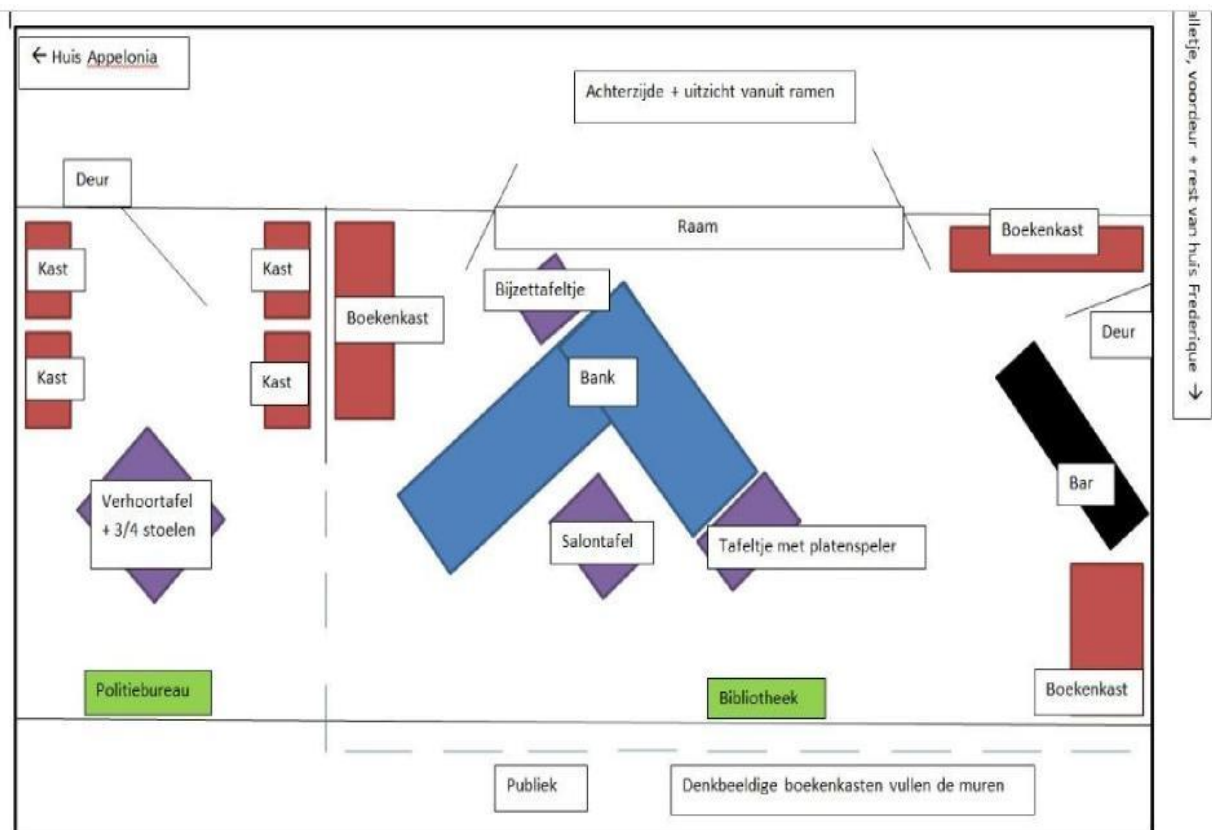 ← Huis Appelonia
Achterzijde + uitzicht vanuit ramen
alletje, voordeur + rest van huis Frederique →
Deur
Raam
Boekenkast
Kast
Kast
Bijzettafeltje
Boekenkast
Deur
Kast
Kast
Bank
Verhoortafel
+ 3/4 stoelen
Salontafel
Tafeltje met platenspeler
Bar
Politiebureau
Bibliotheek
Boekenkast
Publiek
Denkbeeldige boekenkasten vullen de muren